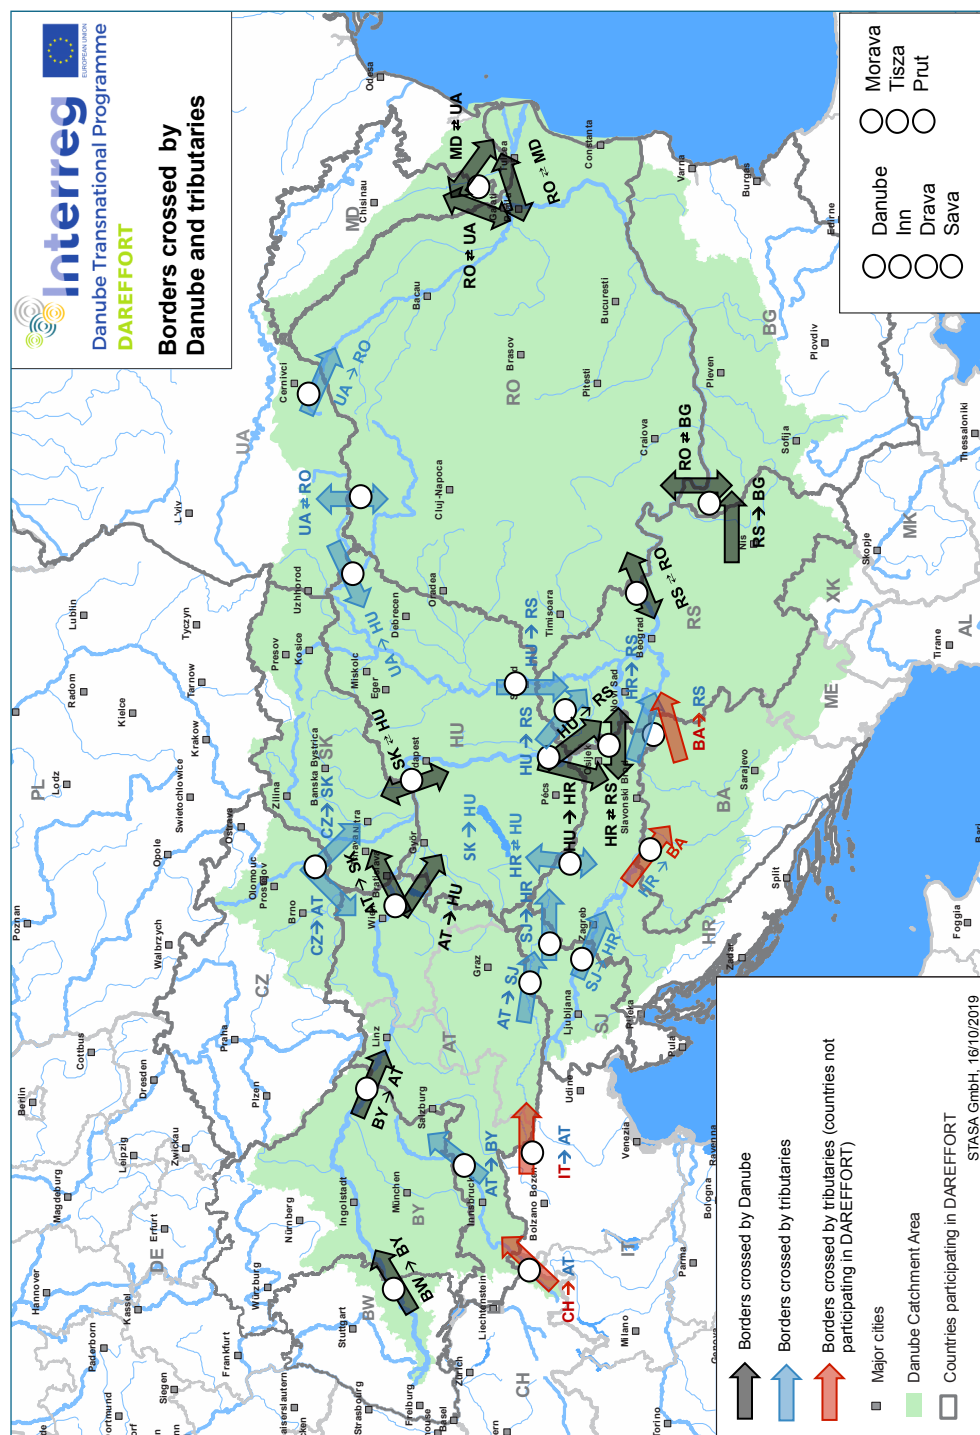 Interreg
EUROPEAN UNION
Danube Transnational Programme
DAREFFORT
Borders crossed by
Danube and tributaries
Danube
Inn
Drava
Sava
Morava
Tisza
Prut
Borders crossed by Danube
Borders crossed by tributaries
Borders crossed by tributaries (countries not
participating in DAREFFORT)
Major cities
Danube Catchment Area
Countries participating in DAREFFORT
STASA GmbH, 16/10/2019
BW → BY
BY → AT
AT → BY
CH → AT
IT → AT
AT → SJ
SJ → HR
SJ → HR
CZ → AT
CZ → SK
AT → SK
AT → HU
SK ⇄ HU
SK → HU
HR ⇄ HU
HU → HR
HR ⇄ RS
HU → RS
HU → RS
HU → RS
HR → RS
HR → BA
BA → RS
RS ⇄ RO
RO ⇄ BG
RS → BG
UA → HU
UA ⇄ RO
UA → RO
RO ⇄ UA
MD ⇄ UA
RO ⇄ MD
DE
BW
BY
CH
IT
AT
CZ
PL
SK
HU
SJ
HR
BA
ME
RS
XK
AL
MK
BG
RO
UA
MD
Hannover
Magdeburg
Berlin
Cottbus
Poznan
Paderborn
Kassel
Erfurt
Leipzig
Dresden
Zwickau
Siegen
Frankfurt
Würzburg
Nürnberg
Plzen
Praha
Walbrzych
Opole
Lodz
Radom
Lublin
Kielce
Swietochlowice
Krakow
Tarnow
Tyczyn
L'viv
Ostrava
Olomouc
Prostejov
Brno
Zilina
Banska Bystrica
Presov
Kosice
Uzhhorod
Cernivci
Chisinau
Odesa
Strasbourg
Stuttgart
Ingolstadt
München
Freiburg
Basel
Zürich
Liechtenstein
Innsbruck
Salzburg
Linz
Wien
Bratislava
Nitra
Györ
Miskolc
Eger
Debrecen
Oradea
Cluj-Napoca
Bacau
Brasov
Galati
Tulcea
Constanta
Bucuresti
Pitesti
Craiova
Timisoara
Graz
Bolzano Bozen
Udine
Ljubljana
Zagreb
Pécs
Osijek
Novi Sad
Beograd
Slavonski Brod
Sarajevo
Milano
Torino
Parma
Bologna
Ravenna
Venezia
Pula
Rijeka
Zadar
Split
Foggia
Tirane
Skopje
Nis
Sofija
Pleven
Plovdiv
Varna
Burgas
Edirne
Thessaloniki